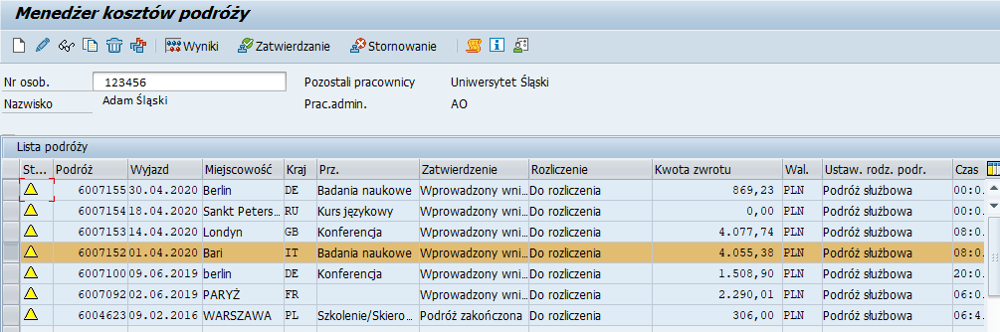 Menedżer kosztów podróży
Wyniki Zatwierdzanie Stornowanie
Nr osob. 123456 Pozostali pracownicy Uniwersytet Śląski
Nazwisko Adam Śląski Prac.admin. AO
Lista podróży
St... Podróż Wyjazd Miejscowość Kraj Prz. Zatwierdzenie Rozliczenie Kwota zwrotu Wal. Ustaw. rodz. podr. Czas
6007155 30.04.2020 Berlin DE Badania naukowe Wprowadzony wni... Do rozliczenia 869,23 PLN Podróż służbowa 00:0.
6007154 18.04.2020 Sankt Peters... RU Kurs językowy Wprowadzony wni... Do rozliczenia 0,00 PLN Podróż służbowa 00:0.
6007153 14.04.2020 Londyn GB Konferencja Wprowadzony wni... Do rozliczenia 4.077,74 PLN Podróż służbowa 08:0.
6007152 01.04.2020 Bari IT Badania naukowe Wprowadzony wni... Do rozliczenia 4.055,38 PLN Podróż służbowa 08:0.
6007100 09.06.2019 berlin DE Konferencja Wprowadzony wni... Do rozliczenia 1.508,90 PLN Podróż służbowa 20:0.
6007092 02.06.2019 PARYŻ FR Wprowadzony wni... Do rozliczenia 2.290,01 PLN Podróż służbowa 06:0.
6004623 09.02.2016 WARSZAWA PL Szkolenie/Skiero... Podróż zakończona Do rozliczenia 306,00 PLN Podróż służbowa 06:4.